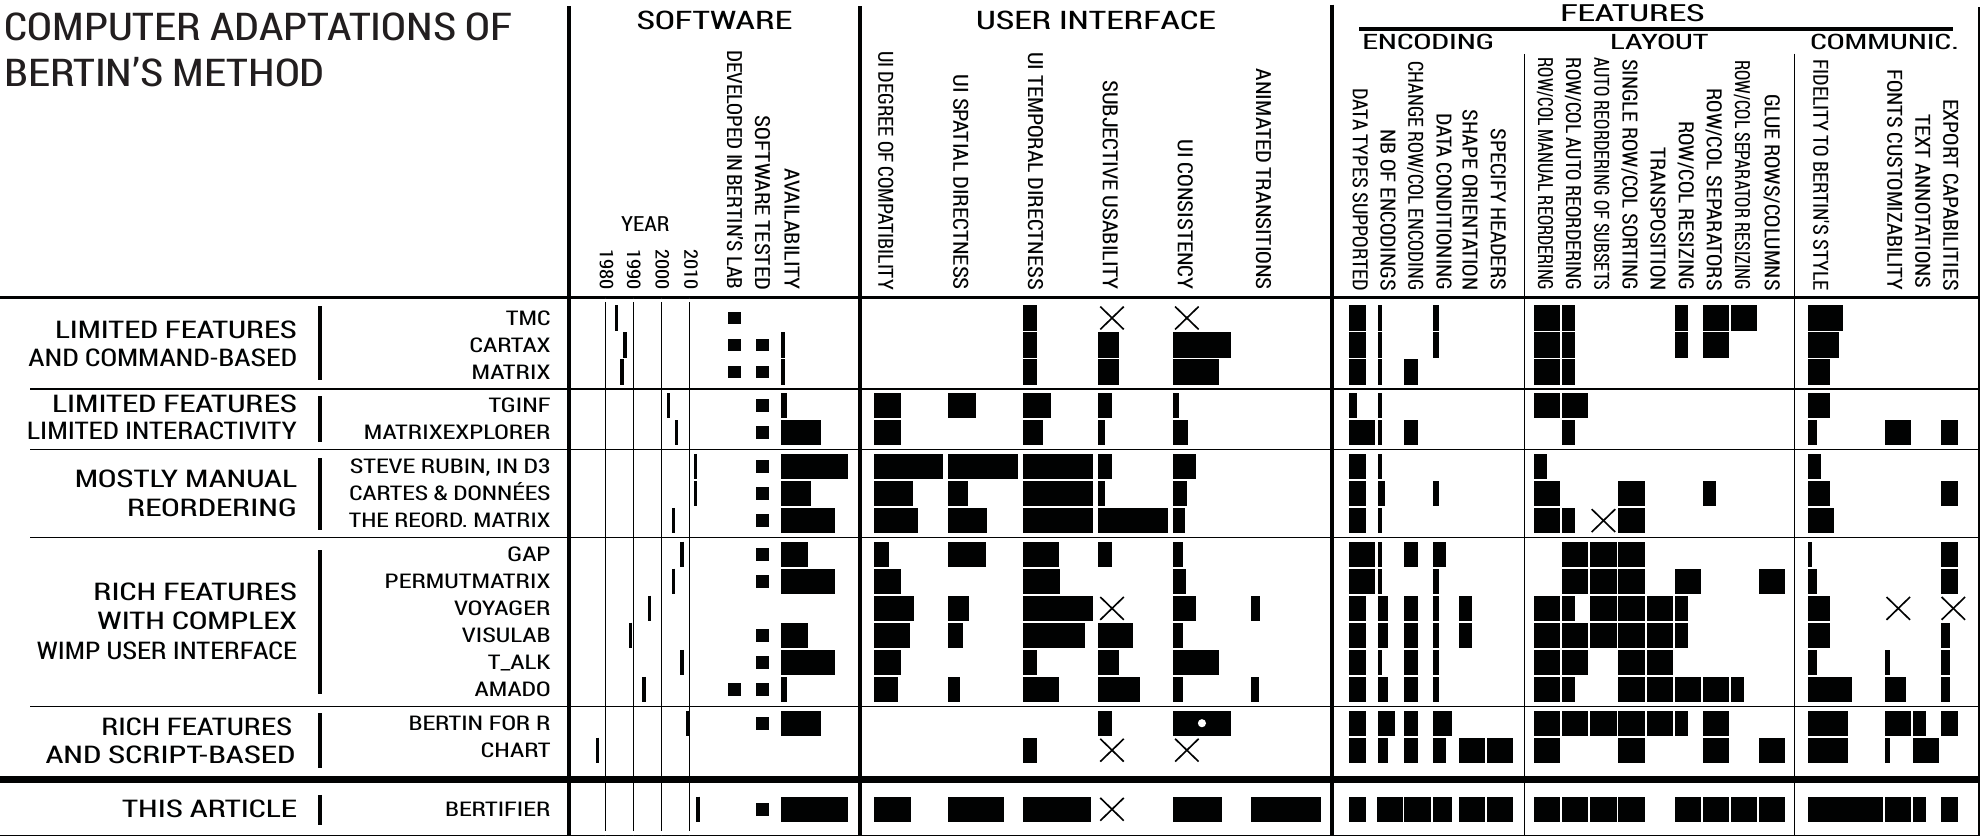 COMPUTER ADAPTATIONS OF
BERTIN'S METHOD
SOFTWARE
USER INTERFACE
FEATURES
ENCODING
LAYOUT
COMMUNIC.
YEAR
1980
1990
2000
2010
DEVELOPED IN BERTIN'S LAB
SOFTWARE TESTED
AVAILABILITY
UI DEGREE OF COMPATIBILITY
UI SPATIAL DIRECTNESS
UI TEMPORAL DIRECTNESS
SUBJECTIVE USABILITY
UI CONSISTENCY
ANIMATED TRANSITIONS
DATA TYPES SUPPORTED
NB OF ENCODINGS
CHANGE ROW/COL ENCODING
DATA CONDITIONING
SHAPE ORIENTATION
SPECIFY HEADERS
ROW/COL MANUAL REORDERING
ROW/COL AUTO REORDERING
AUTO REORDERING OF SUBSETS
SINGLE ROW/COL SORTING
TRANSPOSITION
ROW/COL RESIZING
ROW/COL SEPARATORS
ROW/COL SEPARATOR RESIZING
GLUE ROWS/COLUMNS
FIDELITY TO BERTIN'S STYLE
FONTS CUSTOMIZABILITY
TEXT ANNOTATIONS
EXPORT CAPABILITIES
LIMITED FEATURES
AND COMMAND-BASED
TMC
CARTAX
MATRIX
LIMITED FEATURES
LIMITED INTERACTIVITY
TGINF
MATRIXEXPLORER
MOSTLY MANUAL
REORDERING
STEVE RUBIN, IN D3
CARTES & DONNÉES
THE REORD. MATRIX
RICH FEATURES
WITH COMPLEX
WIMP USER INTERFACE
GAP
PERMUTMATRIX
VOYAGER
VISULAB
T_ALK
AMADO
RICH FEATURES
AND SCRIPT-BASED
BERTIN FOR R
CHART
THIS ARTICLE
BERTIFIER